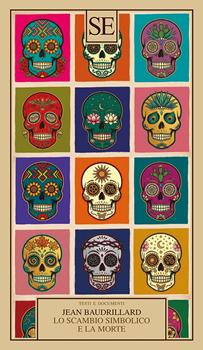 SE
TESTI E DOCUMENTI
JEAN BAUDRILLARD
LO SCAMBIO SIMBOLICO
E LA MORTE